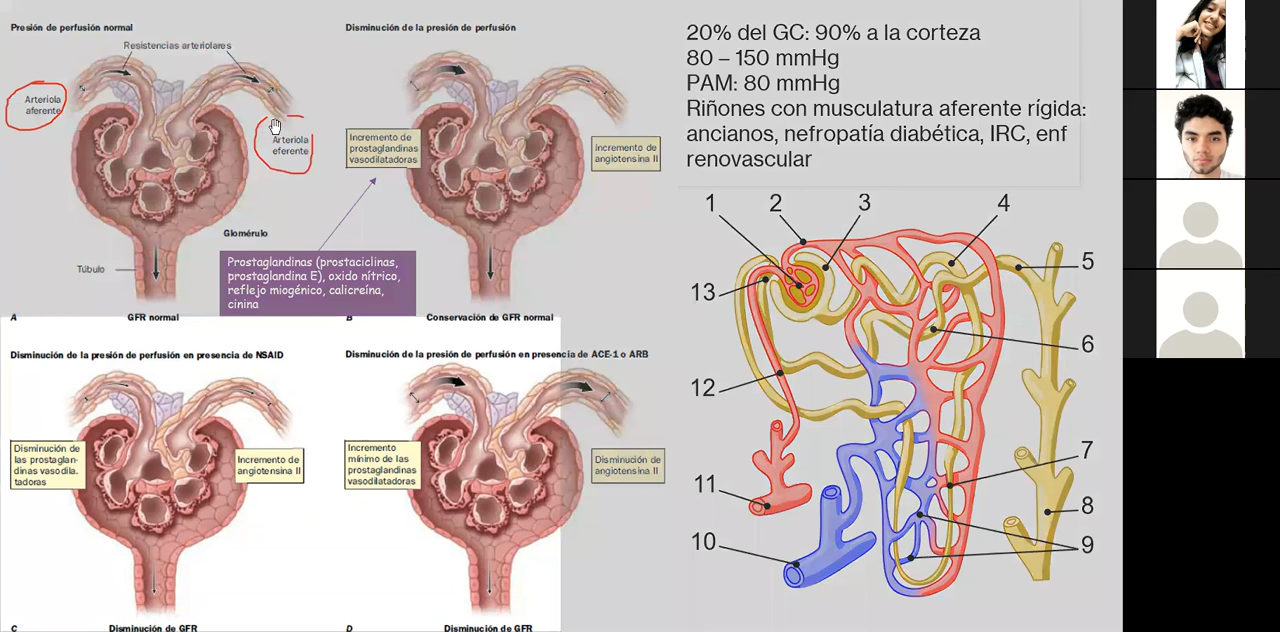 Presión de perfusión normal
Resistencias arteriolares
Arteriola
aferente
Arteriola
eferente
Glomérulo
Túbulo
A
GFR normal
Disminución de la presión de perfusión
Incremento de
prostaglandinas
vasodilatadoras
Incremento de
angiotensina II
Prostaglandinas (prostaciclinas,
prostaglandina E), oxido nítrico,
reflejo miogénico, calicreína,
cinina
B
Conservación de GFR normal
Disminución de la presión de perfusión en presencia de NSAID
Disminución de
las prostaglan-
dinas vasodila.
tadoras
Incremento de
angiotensina II
C
Disminución de GFR
Disminución de la presión de perfusión en presencia de ACE-1 o ARB
Incremento
mínimo de las
prostaglandinas
vasodilatadoras
Disminución de
angiotensina II
D
Disminución de GFR
20% del GC: 90% a la corteza
80 – 150 mmHg
PAM: 80 mmHg
Riñones con musculatura aferente rígida:
ancianos, nefropatía diabética, IRC, enf
renovascular
1
2
3
4
5
6
7
8
9
10
11
12
13